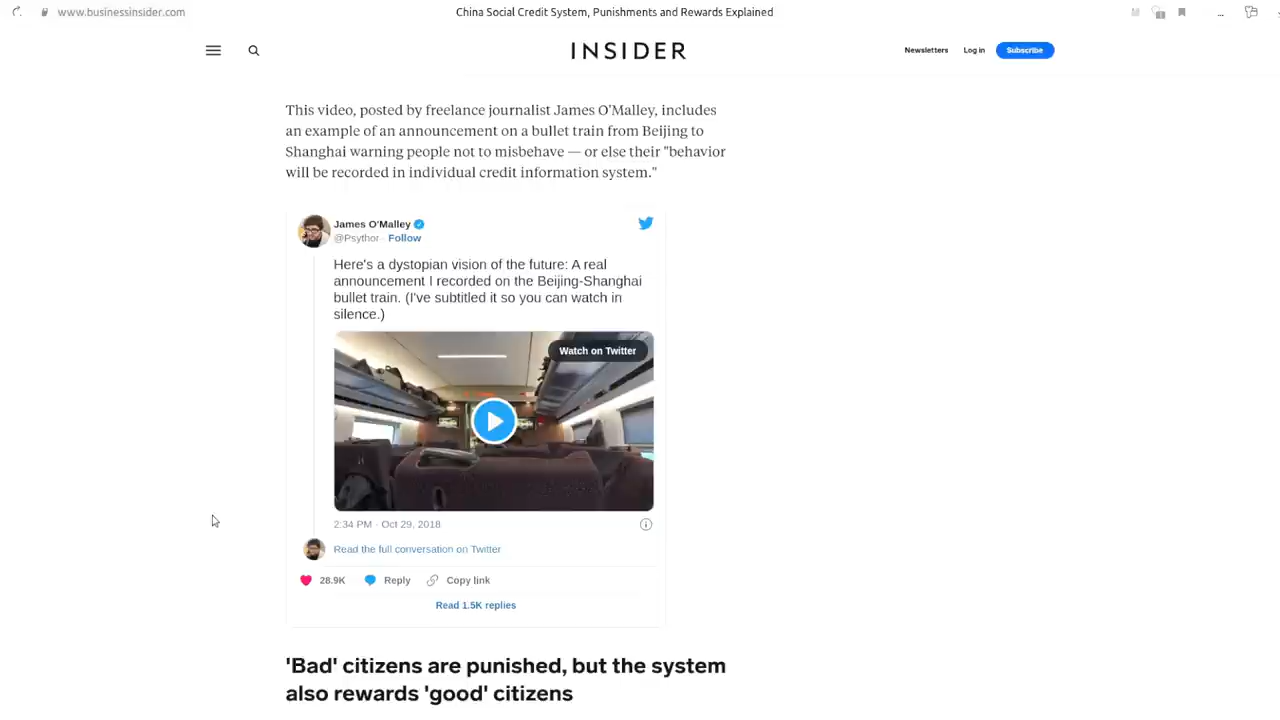 www.businessinsider.com
China Social Credit System, Punishments and Rewards Explained
INSIDER
Newsletters
Log in
Subscribe
This video, posted by freelance journalist James O'Malley, includes
an example of an announcement on a bullet train from Beijing to
Shanghai warning people not to misbehave — or else their "behavior
will be recorded in individual credit information system."
James O'Malley
@Psythor · Follow
Here's a dystopian vision of the future: A real
announcement I recorded on the Beijing-Shanghai
bullet train. (I've subtitled it so you can watch in
silence.)
Watch on Twitter
2:34 PM · Oct 29, 2018
Read the full conversation on Twitter
28.9K
Reply
Copy link
Read 1.5K replies
'Bad' citizens are punished, but the system
also rewards 'good' citizens